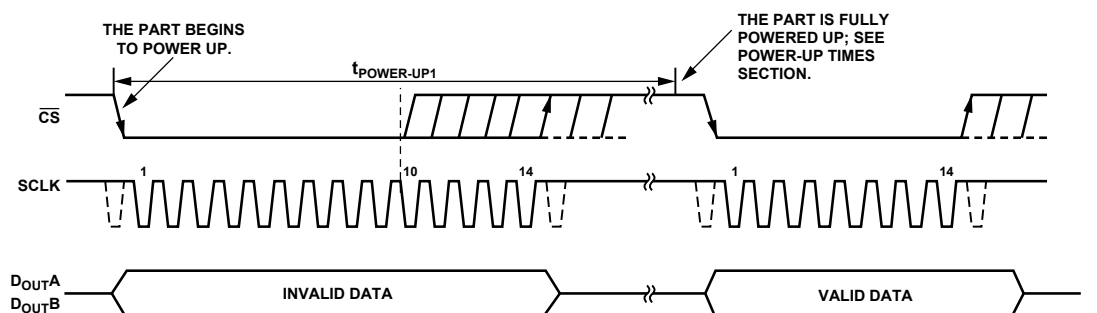 THE PART BEGINS
TO POWER UP.
THE PART IS FULLY
POWERED UP; SEE
POWER-UP TIMES
SECTION.
tPOWER-UP1
CS
SCLK
1
10
14
1
14
DOUTA
DOUTB
INVALID DATA
VALID DATA